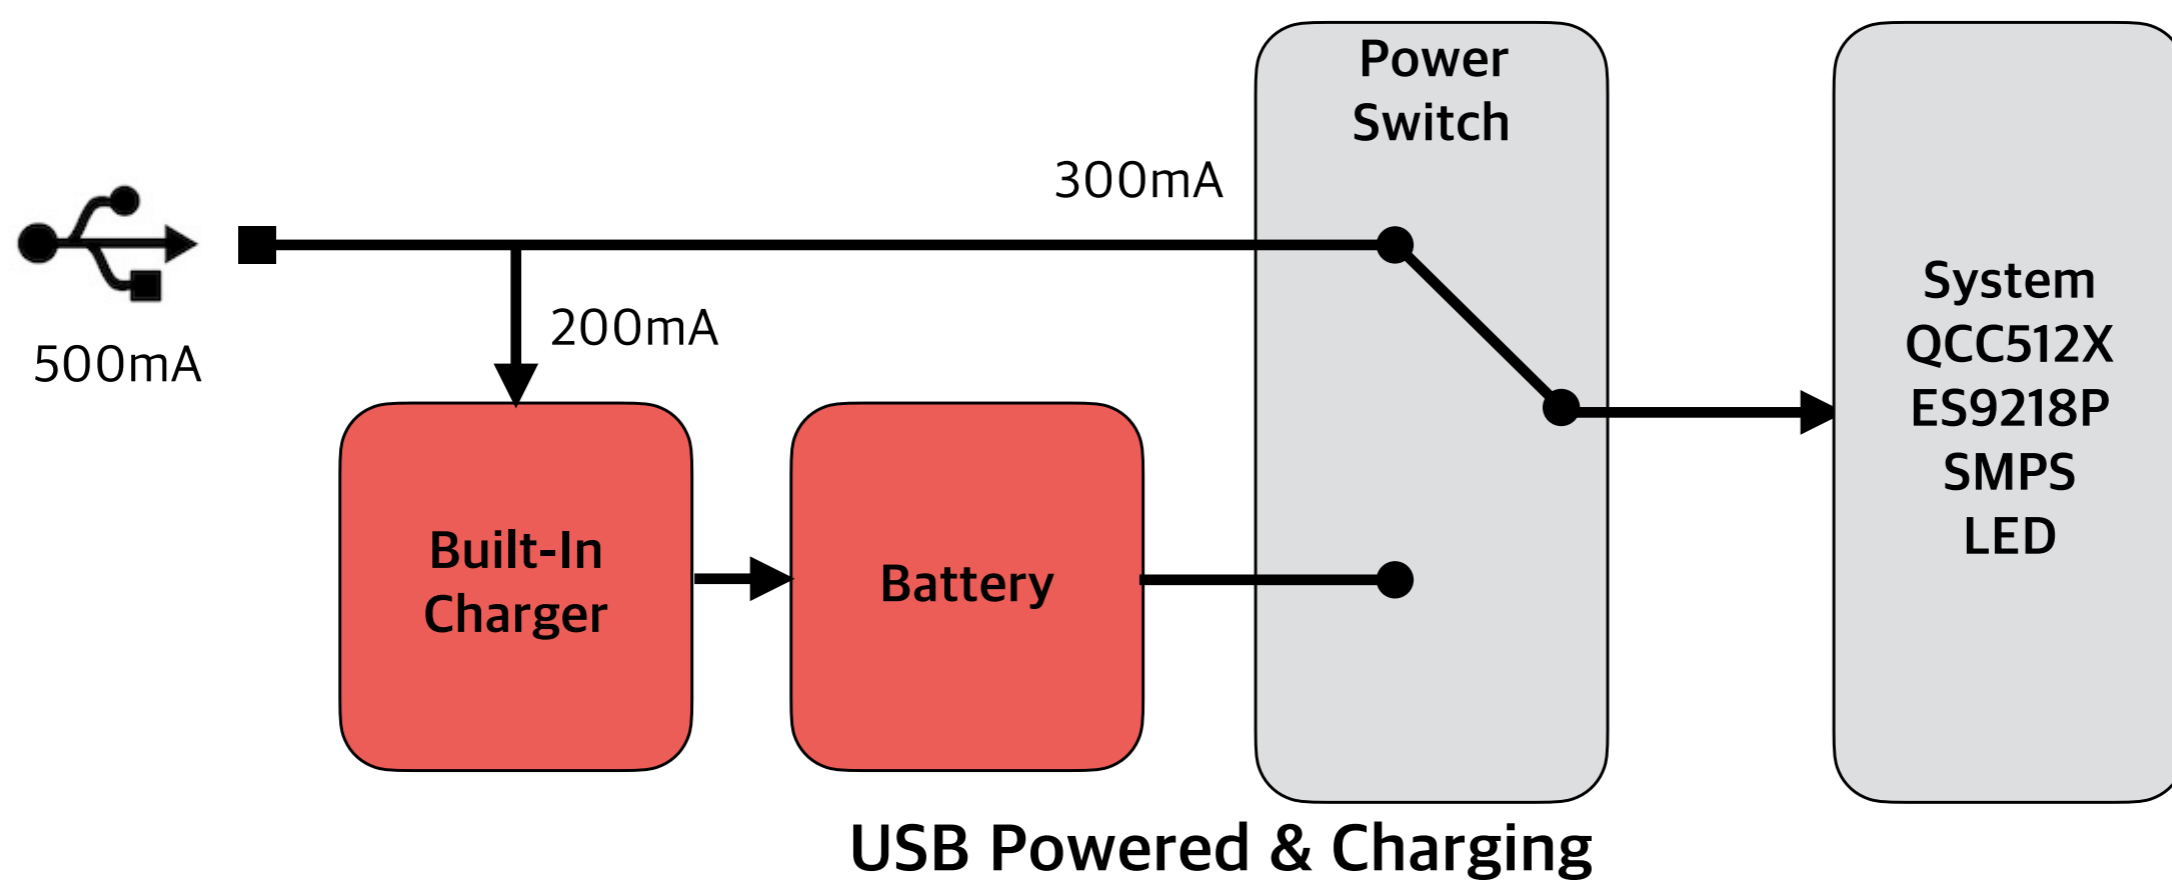 Power
Switch
300mA
500mA
200mA
Built-In
Charger
Battery
System
QCC512X
ES9218P
SMPS
LED
USB Powered & Charging